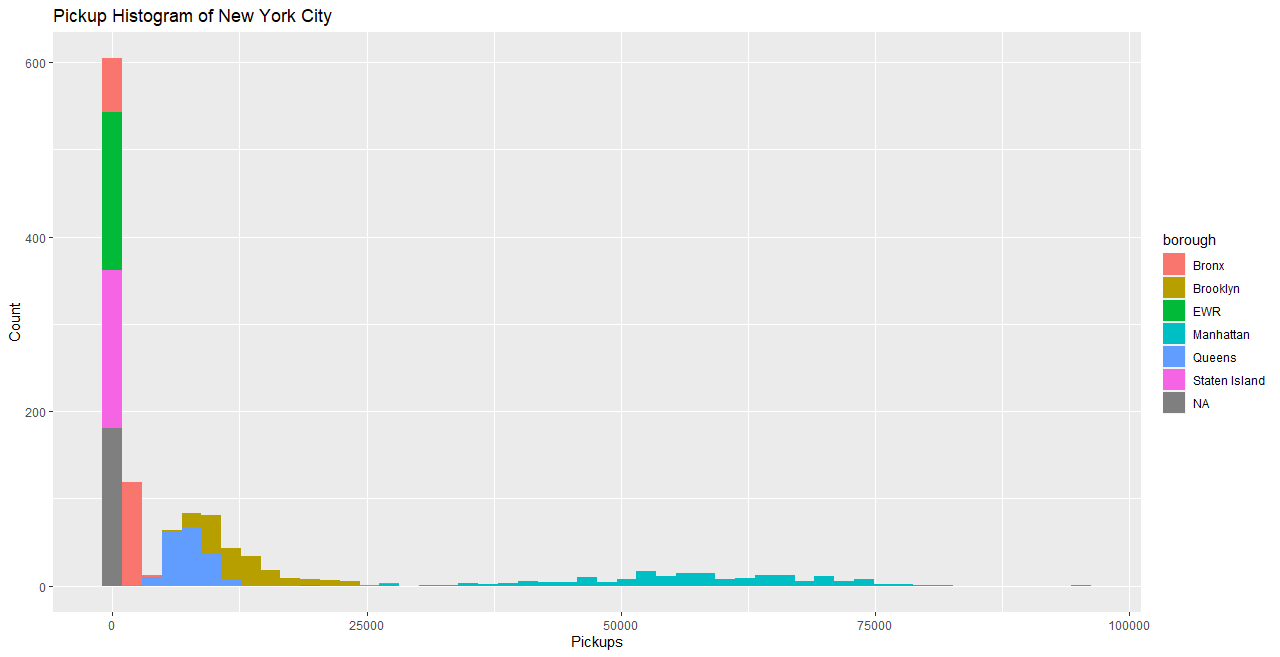 Pickup Histogram of New York City
600
400
200
0
Count
0
25000
50000
75000
100000
Pickups
borough
Bronx
Brooklyn
EWR
Manhattan
Queens
Staten Island
NA